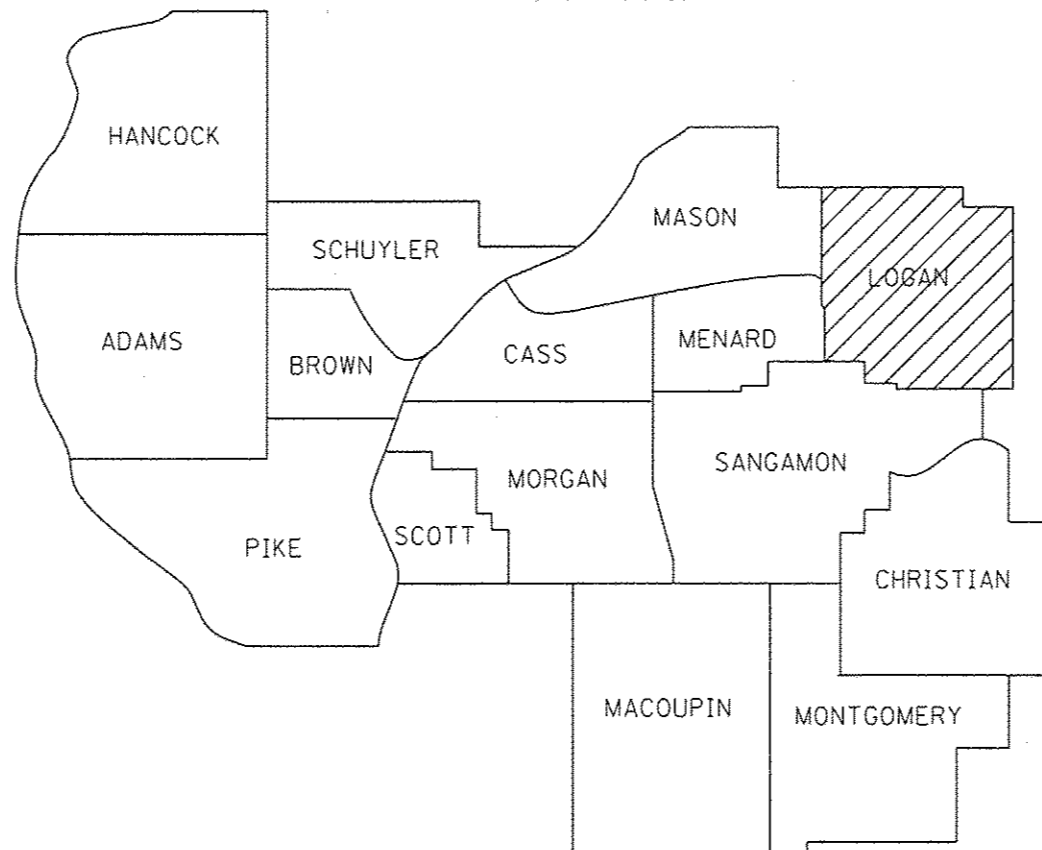 HANCOCK
MASON
SCHUYLER
LOGAN
ADAMS
MENARD
CASS
BROWN
SANGAMON
MORGAN
SCOTT
PIKE
CHRISTIAN
MACOUPIN
MONTGOMERY